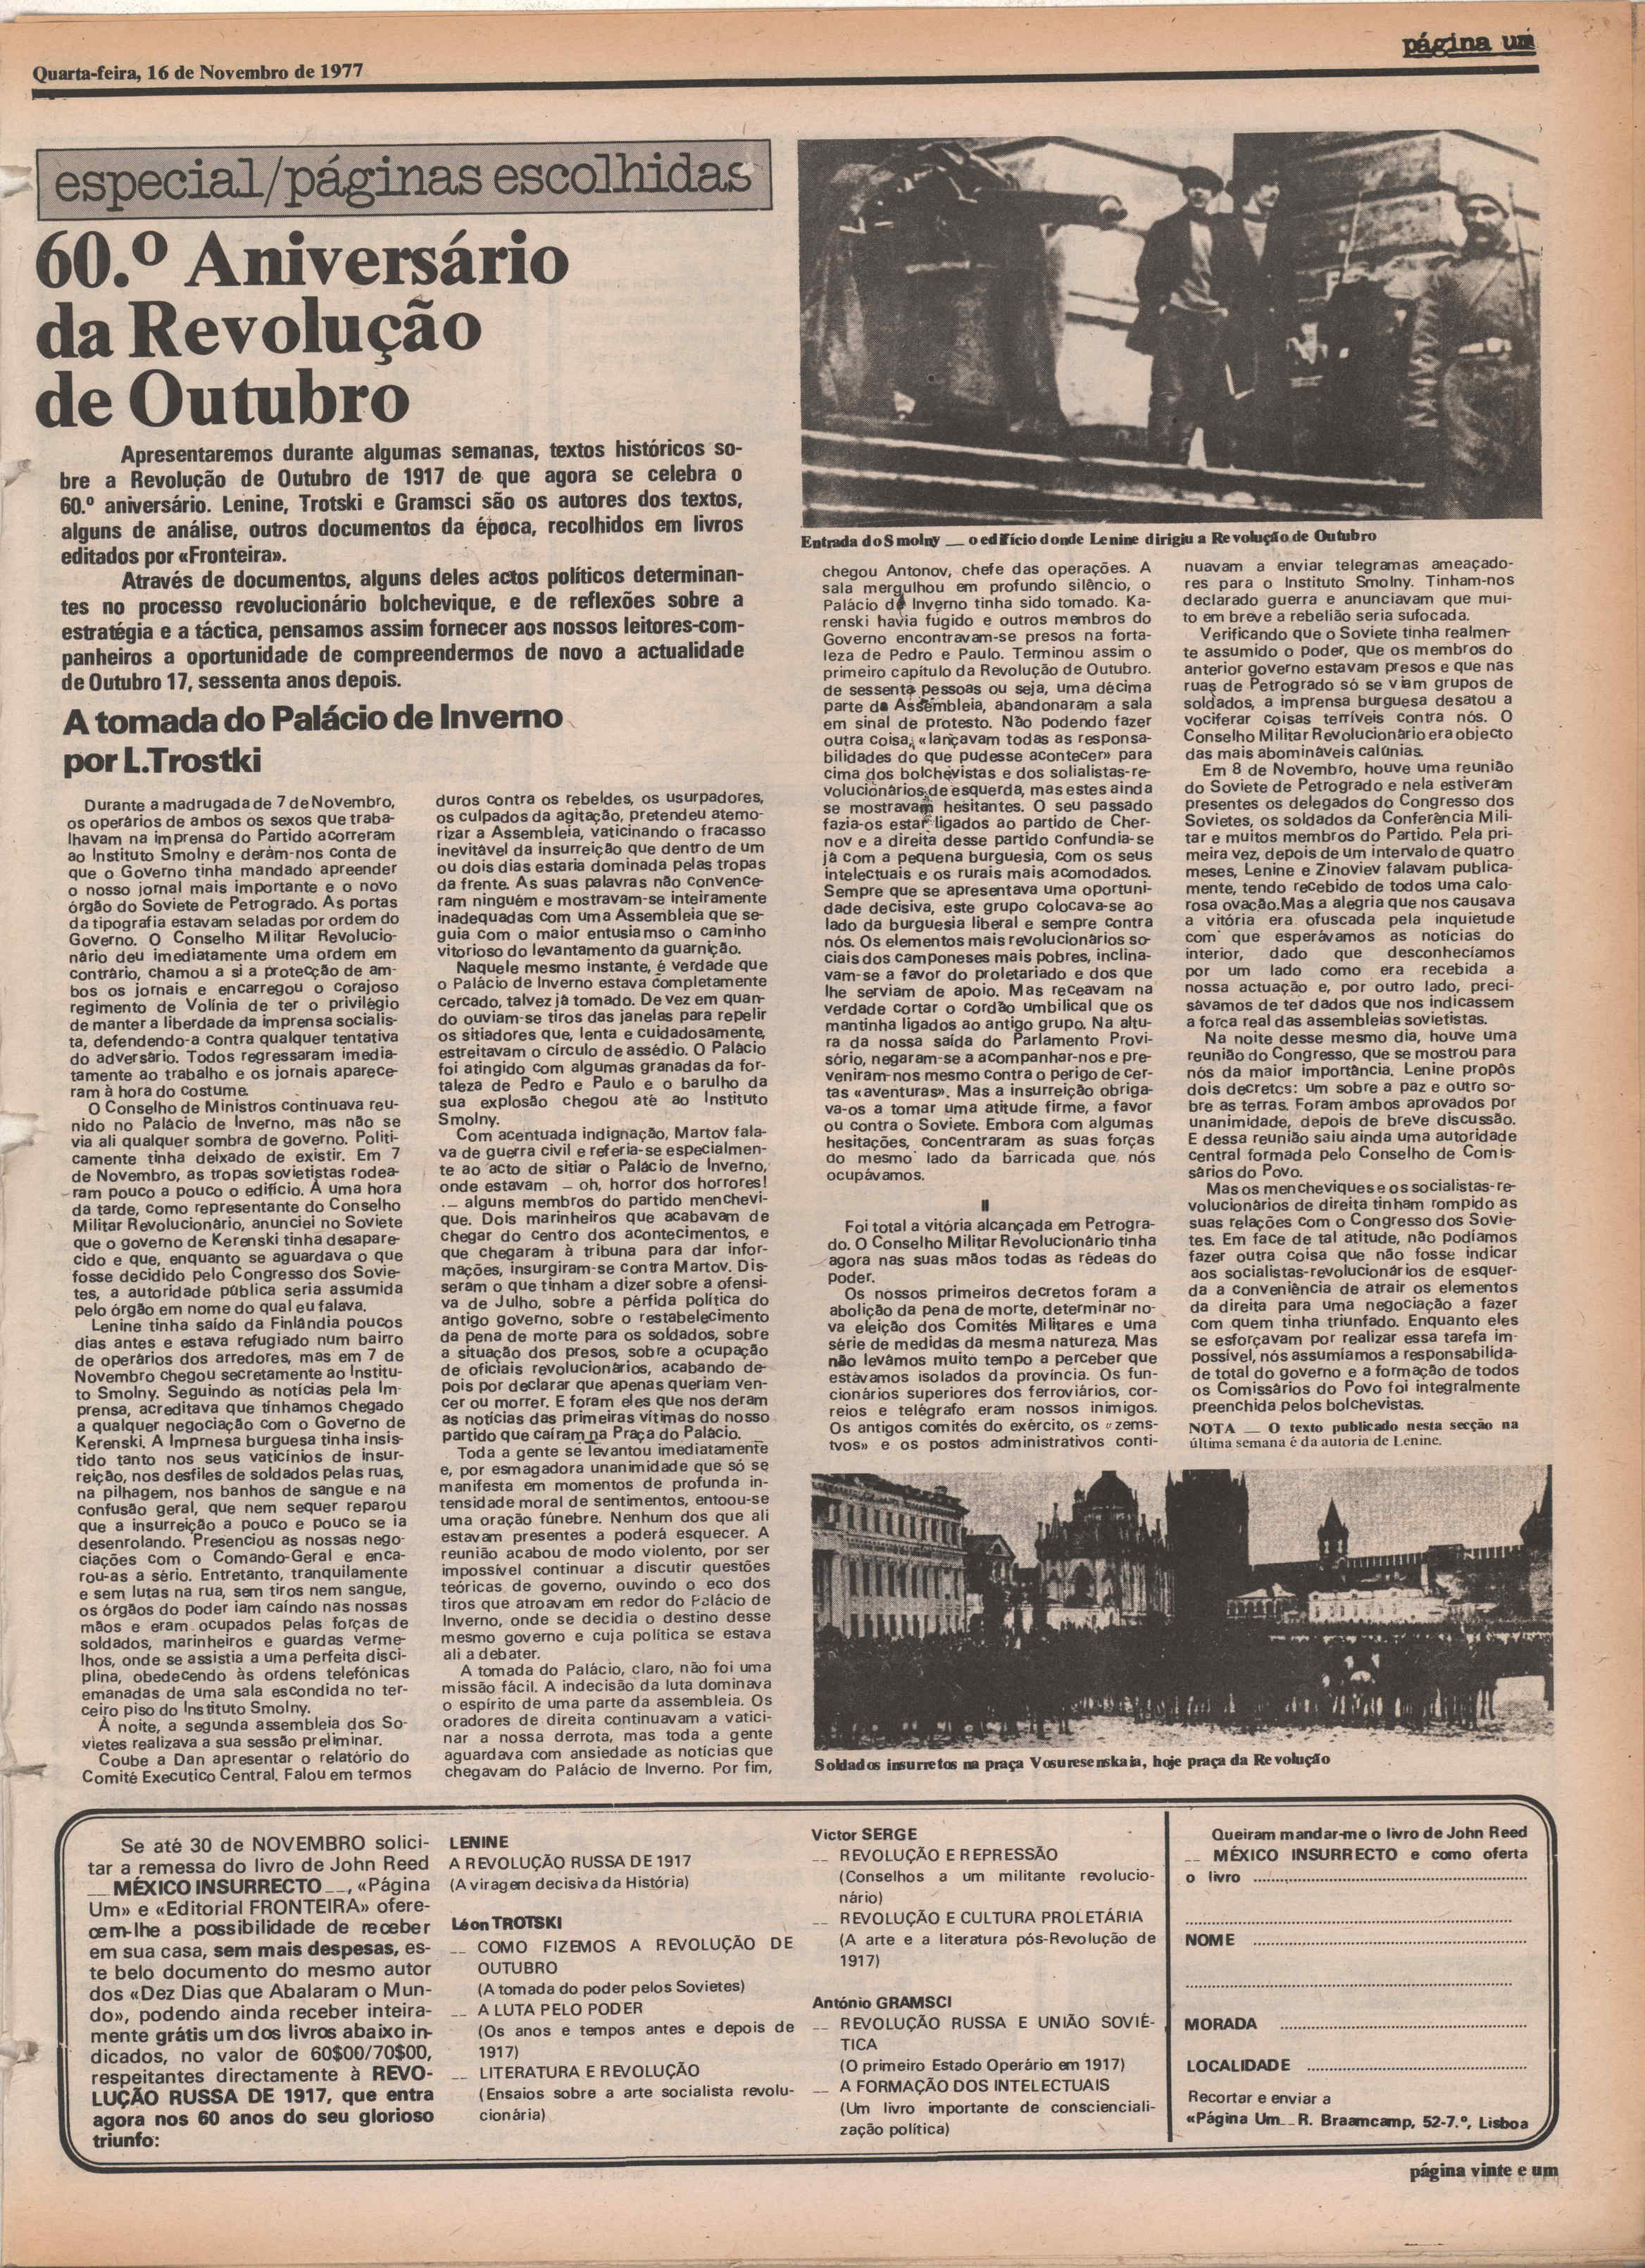 página um
Quarta-feira, 16 de Novembro de 1977
especial/páginas escolhidas
60.º Aniversário
da Revolução
de Outubro
Apresentaremos durante algumas semanas, textos históricos so-
bre a Revolução de Outubro de 1917 de que agora se celebra o
60.º aniversário. Lenine, Trotski e Gramsci são os autores dos textos,
alguns de análise, outros documentos da época, recolhidos em livros
editados por «Fronteira».
Através de documentos, alguns deles actos políticos determinan-
tes no processo revolucionário bolchevique, e de reflexões sobre a
estratégia e a táctica, pensamos assim fornecer aos nossos leitores-com-
panheiros a oportunidade de compreendermos de novo a actualidade
de Outubro 17, sessenta anos depois.
A tomada do Palácio de Inverno
por L.Trostki
Durante a madrugada de 7 de Novembro,
os operários de ambos os sexos que traba-
lhavam na imprensa do Partido acorreram
ao Instituto Smolny e deràm-nos conta de
que o Governo tinha mandado apreender
o nosso jornal mais importante e o novo
órgão do Soviete de Petrogrado. As portas
da tipografia estavam seladas por ordem do
Governo. O Conselho Militar Revolucio-
nário deu imediatamente uma ordem em
contrário, chamou a si a protecção de am-
bos os jornais e encarregou o corajoso
regimento de Volínia de ter o privilégio
de manter a liberdade da imprensa socialis-
ta, defendendo-a contra qualquer tentativa
do adversário. Todos regressaram imedia-
tamente ao trabalho e os jornais aparece-
ram à hora do costume.
O Conselho de Ministros continuava reu-
nido no Palácio de Inverno, mas não se
via ali qualquer sombra de governo. Politi-
camente tinha deixado de existir. Em 7
de Novembro, as tropas sovietistas rodea-
ram pouco a pouco o edifício. À uma hora
da tarde, como representante do Conselho
Militar Revolucionário, anunciei no Soviete
que o governo de Kerenski tinha desapare-
cido e que, enquanto se aguardava o que
fosse decidido pelo Congresso dos Sovie-
tes, a autoridade pública seria assumida
pelo órgão em nome do qual eu falava.
Lenine tinha saído da Finlândia poucos
dias antes e estava refugiado num bairro
de operários dos arredores, mas em 7 de
Novembro chegou secretamente ao Institu-
to Smolny. Seguindo as notícias pela Im-
prensa, acreditava que tínhamos chegado
a qualquer negociação com o Governo de
Kerenski. A Imprnesa burguesa tinha insis-
tido tanto nos seus vaticínios de insur-
reição, nos desfiles de soldados pelas ruas,
na pilhagem, nos banhos de sangue e na
confusão geral, que nem sequer reparou
que a insurreição a pouco e pouco se ia
desenrolando. Presenciou as nossas nego-
ciações com o Comando-Geral e enca-
rou-as a sério. Entretanto, tranquilamente
e sem lutas na rua, sem tiros nem sangue,
os órgãos do poder iam caíndo nas nossas
mãos e eram ocupados pelas forças de
soldados, marinheiros e guardas verme-
lhos, onde se assistia a uma perfeita disci-
plina, obedecendo às ordens telefónicas
emanadas de uma sala escondida no ter-
ceiro piso do Instituto Smolny.
À noite, a segunda assembleia dos So-
vietes realizava a sua sessão preliminar.
Coube a Dan apresentar o relatório do
Comité Executico Central. Falou em termos
duros contra os rebeldes, os usurpadores,
os culpados da agitação, pretendeu atemo-
rizar a Assembleia, vaticinando o fracasso
inevitável da insurreição que dentro de um
ou dois dias estaria dominada pelas tropas
da frente. As suas palavras não convence-
ram ninguém e mostravam-se inteiramente
inadequadas com uma Assembleia que se-
guia com o maior entusiamso o caminho
vitorioso do levantamento da guarnição.
Naquele mesmo instante, é verdade que
o Palácio de Inverno estava completamente
cercado, talvez já tomado. De vez em quan-
do ouviam-se tiros das janelas para repelir
os sitiadores que, lenta e cuidadosamente,
estreitavam o círculo de assédio. O Palácio
foi atingido com algumas granadas da for-
taleza de Pedro e Paulo e o barulho da
sua explosão chegou até ao Instituto
Smolny.
Com acentuada indignação, Martov fala-
va de guerra civil e referia-se especialmen-
te ao acto de sitiar o Palácio de Inverno,
onde estavam — oh, horror dos horrores!
— alguns membros do partido menchevi-
que. Dois marinheiros que acabavam de
chegar do centro dos acontecimentos, e
que chegaram à tribuna para dar infor-
mações, insurgiram-se contra Martov. Dis-
seram o que tinham a dizer sobre a ofensi-
va de Julho, sobre a pérfida política do
antigo governo, sobre o restabelecimento
da pena de morte para os soldados, sobre
a situação dos presos, sobre a ocupação
de oficiais revolucionários, acabando de-
pois por declarar que apenas queriam ven-
cer ou morrer. E foram eles que nos deram
as notícias das primeiras vítimas do nosso
partido que caíram na Praça do Palácio.
Toda a gente se levantou imediatamente
e, por esmagadora unanimidade que só se
manifesta em momentos de profunda in-
tensidade moral de sentimentos, entoou-se
uma oração fúnebre. Nenhum dos que ali
estavam presentes a poderá esquecer. A
reunião acabou de modo violento, por ser
impossível continuar a discutir questões
teóricas de governo, ouvindo o eco dos
tiros que atroavam em redor do Palácio de
Inverno, onde se decidia o destino desse
mesmo governo e cuja política se estava
ali a debater.
A tomada do Palácio, claro, não foi uma
missão fácil. A indecisão da luta dominava
o espírito de uma parte da assembleia. Os
oradores de direita continuavam a vatici-
nar a nossa derrota, mas toda a gente
aguardava com ansiedade as notícias que
chegavam do Palácio de Inverno. Por fim,
Entrada do Smolny — o edifício donde Lenine dirigiu a Revolução de Outubro
chegou Antonov, chefe das operações. A
sala mergulhou em profundo silêncio, o
Palácio de Inverno tinha sido tomado. Ka-
renski havia fugido e outros membros do
Governo encontravam-se presos na forta-
leza de Pedro e Paulo. Terminou assim o
primeiro capítulo da Revolução de Outubro.
de sessenta pessoas ou seja, uma décima
parte da Assembleia, abandonaram a sala
em sinal de protesto. Não podendo fazer
outra coisa, «lançavam todas as responsa-
bilidades do que pudesse acontecer» para
cima dos bolchevistas e dos solialistas-re-
volucionários de esquerda, mas estes ainda
se mostravam hesitantes. O seu passado
fazia-os estar ligados ao partido de Cher-
nov e a direita desse partido confundia-se
já com a pequena burguesia, com os seus
intelectuais e os rurais mais acomodados.
Sempre que se apresentava uma oportuni-
dade decisiva, este grupo colocava-se ao
lado da burguesia liberal e sempre contra
nós. Os elementos mais revolucionários so-
ciais dos camponeses mais pobres, inclina-
vam-se a favor do proletariado e dos que
lhe serviam de apoio. Mas receavam na
verdade cortar o cordão umbilical que os
mantinha ligados ao antigo grupo. Na altu-
ra da nossa saída do Parlamento Provi-
sório, negaram-se a acompanhar-nos e pre-
veniram-nos mesmo contra o perigo de cer-
tas «aventuras». Mas a insurreição obriga-
va-os a tomar uma atitude firme, a favor
ou contra o Soviete. Embora com algumas
hesitações, concentraram as suas forças
do mesmo lado da barricada que nós
ocupávamos.
II
Foi total a vitória alcançada em Petrogra-
do. O Conselho Militar Revolucionário tinha
agora nas suas mãos todas as rédeas do
poder.
Os nossos primeiros decretos foram a
abolição da pena de morte, determinar no-
va eleição dos Comités Militares e uma
série de medidas da mesma natureza. Mas
não levámos muito tempo a perceber que
estávamos isolados da província. Os fun-
cionários superiores dos ferroviários, cor-
reios e telégrafo eram nossos inimigos.
Os antigos comités do exército, os «zems-
tvos» e os postos administrativos conti-
nuavam a enviar telegramas ameaçado-
res para o Instituto Smolny. Tinham-nos
declarado guerra e anunciavam que mui-
to em breve a rebelião seria sufocada.
Verificando que o Soviete tinha realmen-
te assumido o poder, que os membros do
anterior governo estavam presos e que nas
ruas de Petrogrado só se viam grupos de
soldados, a imprensa burguesa desatou a
vociferar coisas terríveis contra nós. O
Conselho Militar Revolucionário era objecto
das mais abomináveis calúnias.
Em 8 de Novembro, houve uma reunião
do Soviete de Petrogrado e nela estiveram
presentes os delegados do Congresso dos
Sovietes, os soldados da Conferência Mili-
tar e muitos membros do Partido. Pela pri-
meira vez, depois de um intervalo de quatro
meses, Lenine e Zinoviev falavam publica-
mente, tendo recebido de todos uma calo-
rosa ovação.Mas a alegria que nos causava
a vitória era ofuscada pela inquietude
com que esperávamos as notícias do
interior, dado que desconhecíamos
por um lado como era recebida a
nossa actuação e, por outro lado, preci-
sávamos de ter dados que nos indicassem
a força real das assembleias sovietistas.
Na noite desse mesmo dia, houve uma
reunião do Congresso, que se mostrou para
nós da maior importância. Lenine propôs
dois decretos: um sobre a paz e outro so-
bre as terras. Foram ambos aprovados por
unanimidade, depois de breve discussão.
E dessa reunião saiu ainda uma autoridade
central formada pelo Conselho de Comis-
sários do Povo.
Mas os mencheviques e os socialistas-re-
volucionários de direita tinham rompido as
suas relações com o Congresso dos Sovie-
tes. Em face de tal atitude, não podíamos
fazer outra coisa que não fosse indicar
aos socialistas-revolucionários de esquer-
da a conveniência de atrair os elementos
da direita para uma negociação a fazer
com quem tinha triunfado. Enquanto eles
se esforçavam por realizar essa tarefa im-
possível, nós assumíamos a responsabilida-
de total do governo e a formação de todos
os Comissários do Povo foi integralmente
preenchida pelos bolchevistas.
NOTA — O texto publicado nesta secção na
última semana é da autoria de Lenine.
Soldados insurretos na praça Vosuresenskaia, hoje praça da Revolução
Se até 30 de NOVEMBRO solici-
tar a remessa do livro de John Reed
— MÉXICO INSURRECTO —, «Página
Um» e «Editorial FRONTEIRA» ofere-
cem-lhe a possibilidade de receber
em sua casa, sem mais despesas, es-
te belo documento do mesmo autor
dos «Dez Dias que Abalaram o Mun-
do», podendo ainda receber inteira-
mente grátis um dos livros abaixo in-
dicados, no valor de 60$00/70$00,
respeitantes directamente à REVO-
LUÇÃO RUSSA DE 1917, que entra
agora nos 60 anos do seu glorioso
triunfo:
LENINE
A REVOLUÇÃO RUSSA DE 1917
(A viragem decisiva da História)
Léon TROTSKI
— COMO FIZEMOS A REVOLUÇÃO DE
OUTUBRO
(A tomada do poder pelos Sovietes)
— A LUTA PELO PODER
(Os anos e tempos antes e depois de
1917)
— LITERATURA E REVOLUÇÃO
(Ensaios sobre a arte socialista revolu-
cionária)
Victor SERGE
— REVOLUÇÃO E REPRESSÃO
(Conselhos a um militante revolucio-
nário)
— REVOLUÇÃO E CULTURA PROLETÁRIA
(A arte e a literatura pós-Revolução de
1917)
António GRAMSCI
— REVOLUÇÃO RUSSA E UNIÃO SOVIÉ-
TICA
(O primeiro Estado Operário em 1917)
— A FORMAÇÃO DOS INTELECTUAIS
(Um livro importante de conscienciali-
zação política)
Queiram mandar-me o livro de John Reed
— MÉXICO INSURRECTO e como oferta
o livro
NOME
MORADA
LOCALIDADE
Recortar e enviar a
«Página Um — R. Braamcamp, 52-7.º, Lisboa
página vinte e um